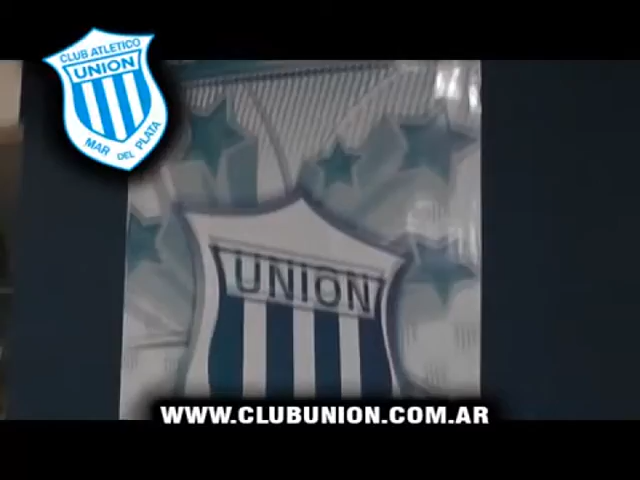 CLUB ATLETICO
UNION
MAR DEL PLATA
UNION
WWW.CLUBUNION.COM.AR